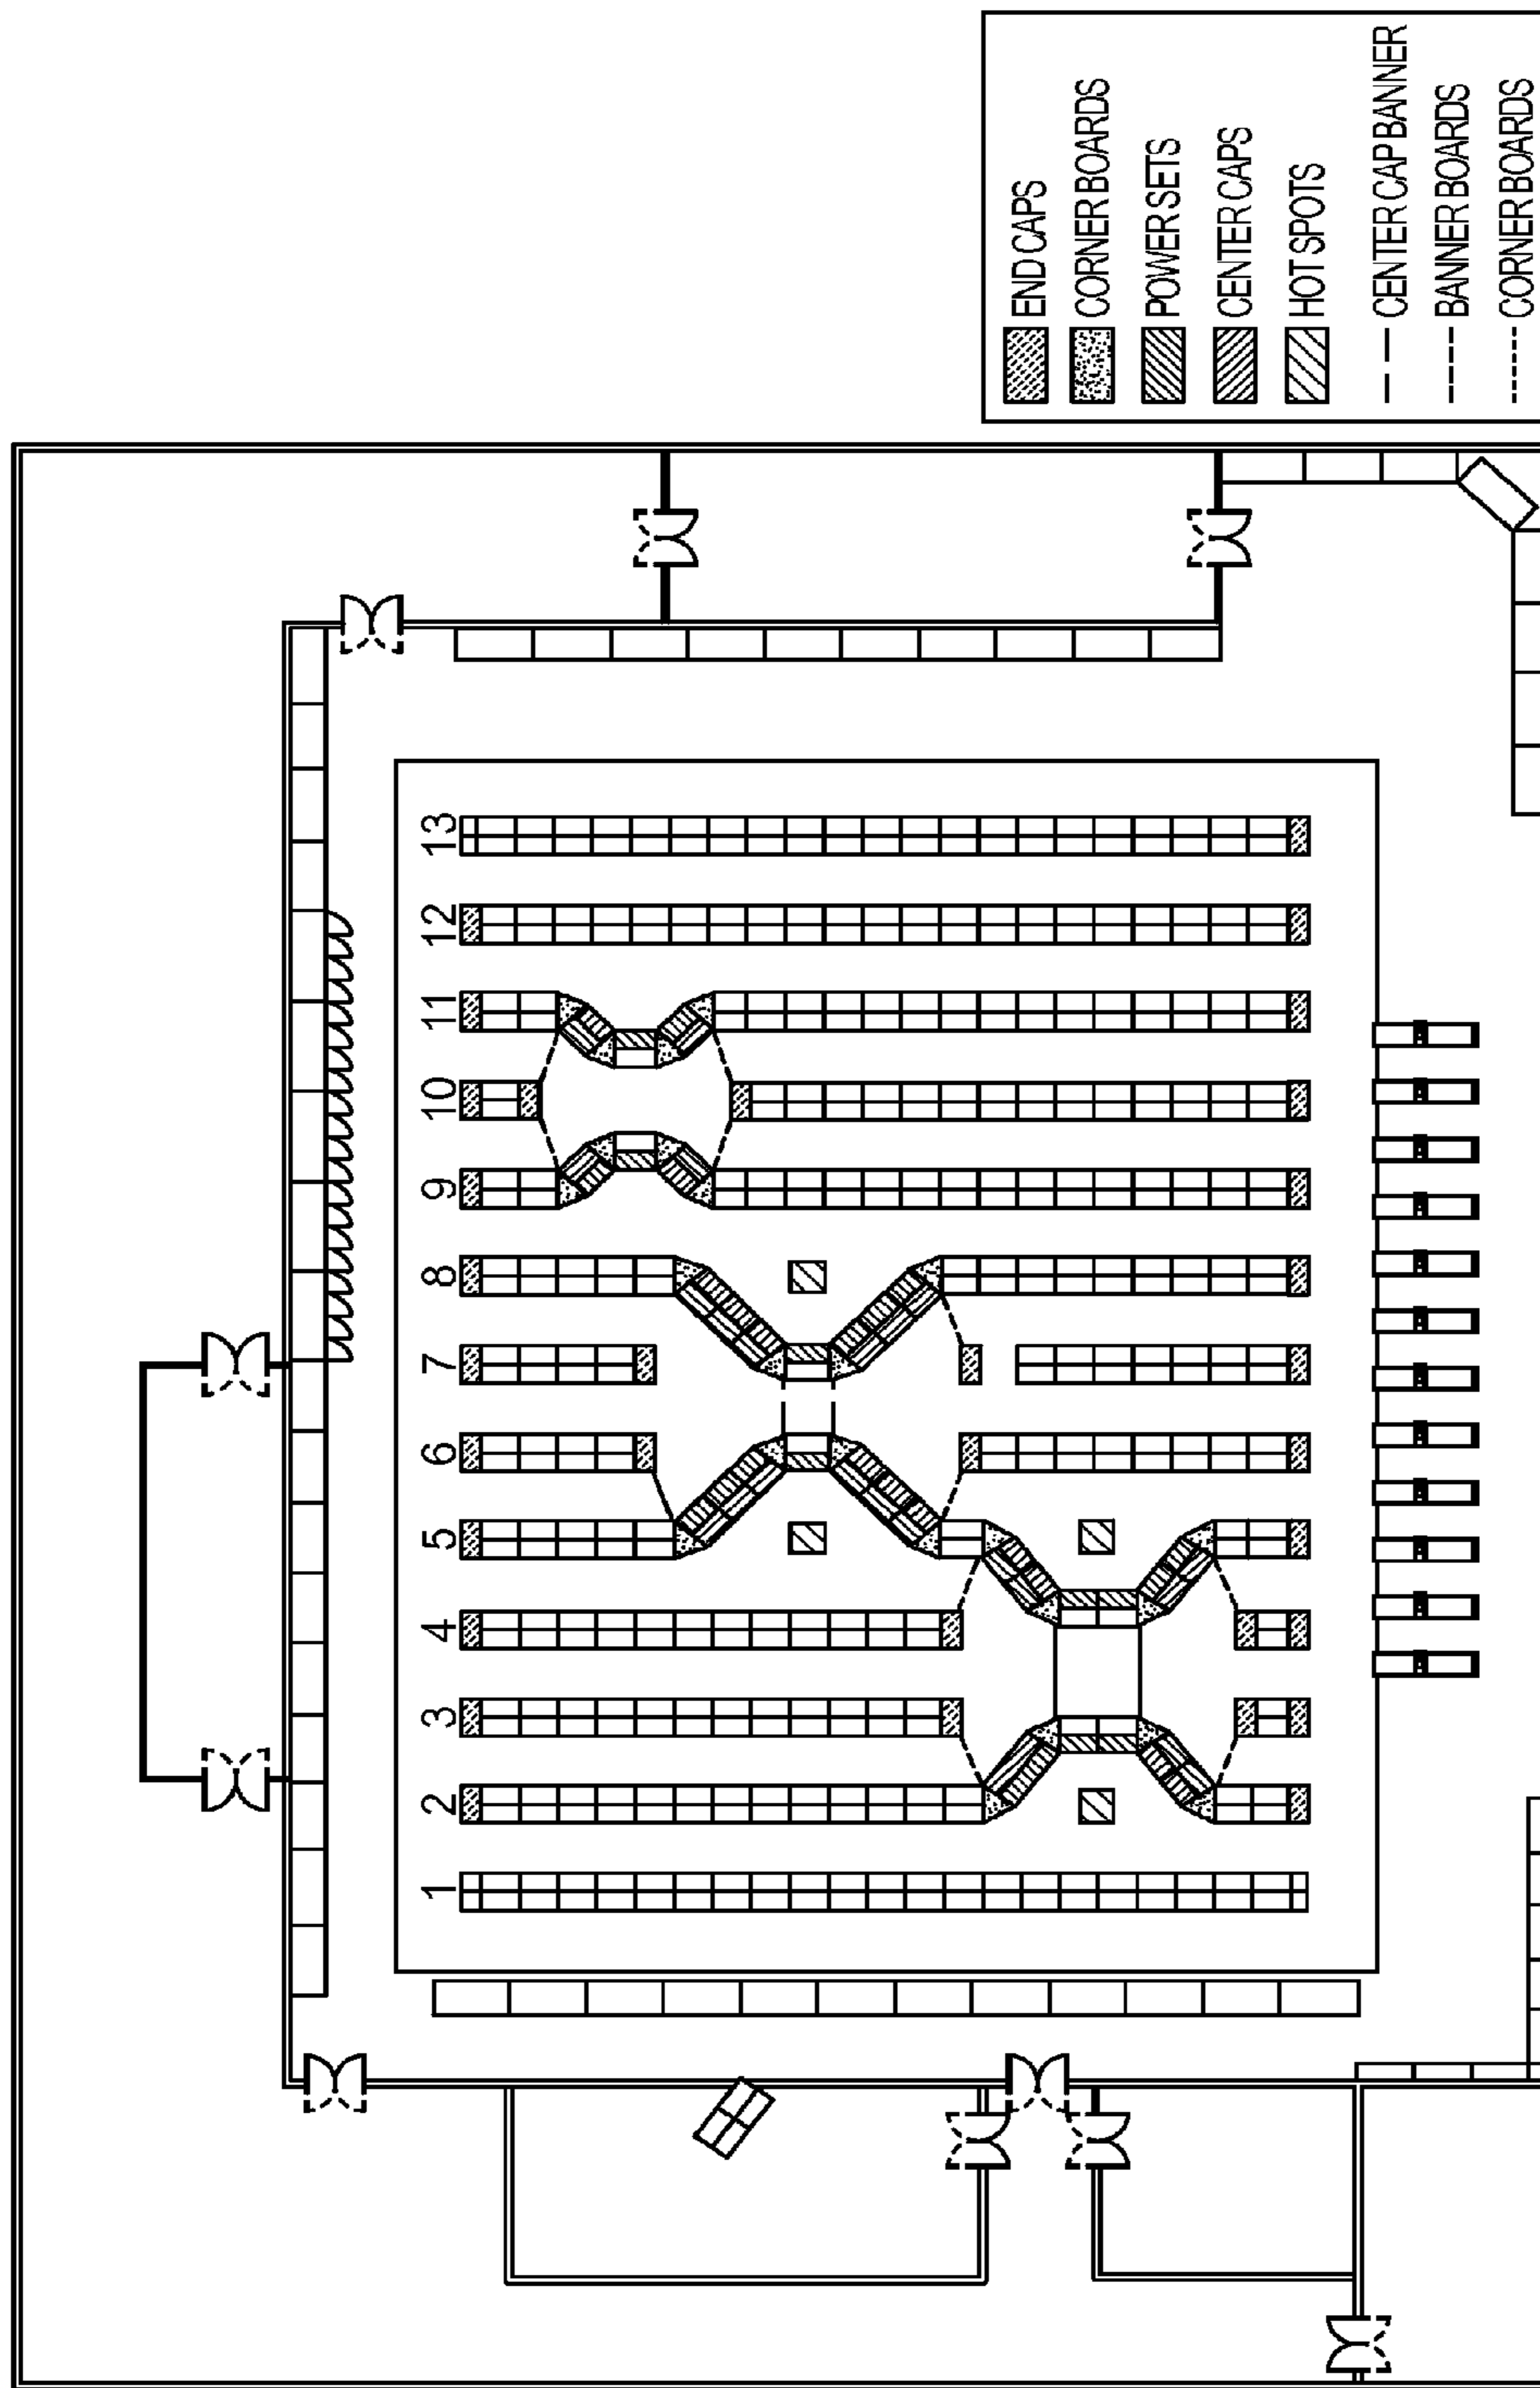 END CAPS
CORNER BOARDS
POWER SETS
CENTER CAPS
HOT SPOTS
CENTER CAP BANNER
BANNER BOARDS
CORNER BOARDS
13
12
11
10
9
8
7
6
5
4
3
2
1